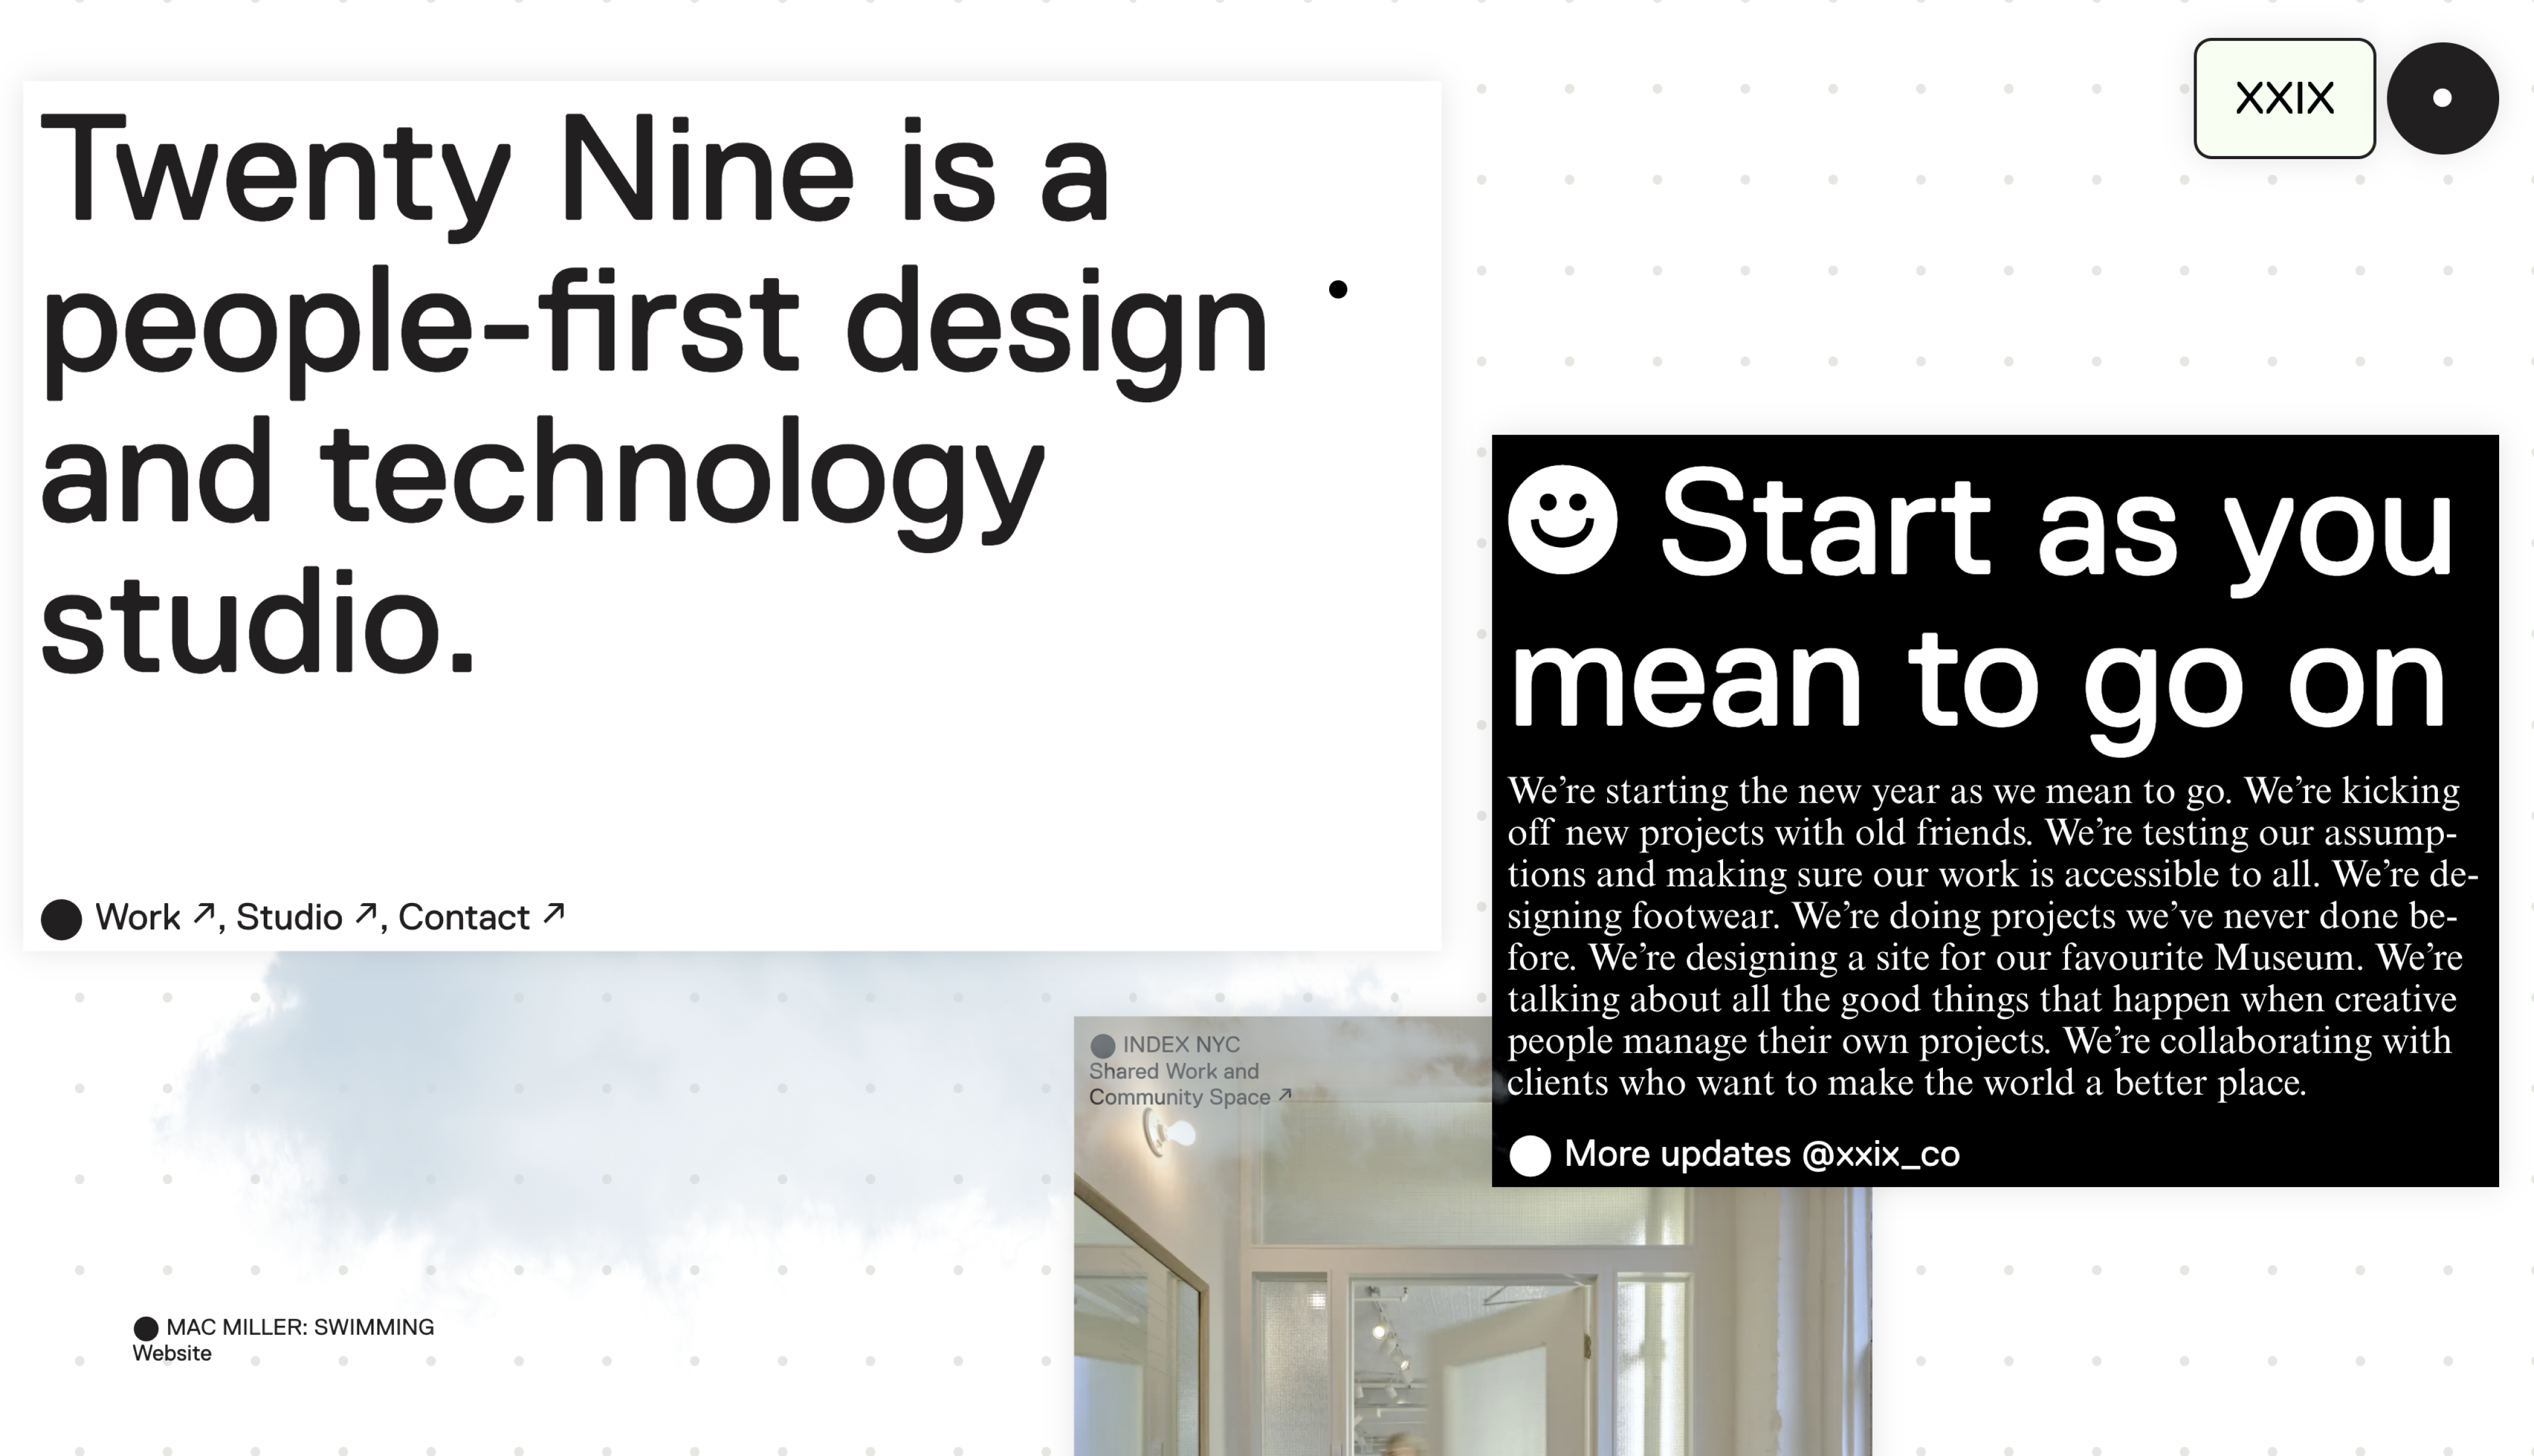 XXIX
Twenty Nine is a
people-first design
and technology
studio.
Work ↗, Studio ↗, Contact ↗
Start as you
mean to go on
We’re starting the new year as we mean to go. We’re kicking
off new projects with old friends. We’re testing our assump-
tions and making sure our work is accessible to all. We’re de-
signing footwear. We’re doing projects we’ve never done be-
fore. We’re designing a site for our favourite Museum. We’re
talking about all the good things that happen when creative
people manage their own projects. We’re collaborating with
clients who want to make the world a better place.
More updates @xxix_co
INDEX NYC
Shared Work and
Community Space ↗
MAC MILLER: SWIMMING
Website